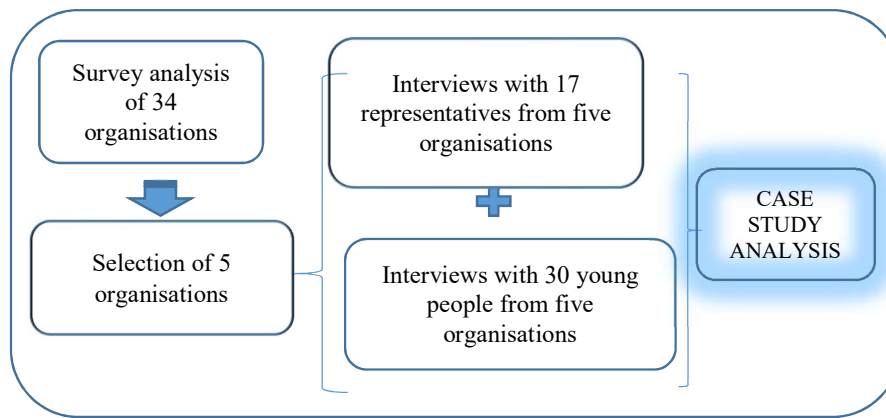 Survey analysis
of 34
organisations
Selection of 5
organisations
Interviews with 17
representatives from five
organisations
Interviews with 30 young
people from five
organisations
CASE
STUDY
ANALYSIS